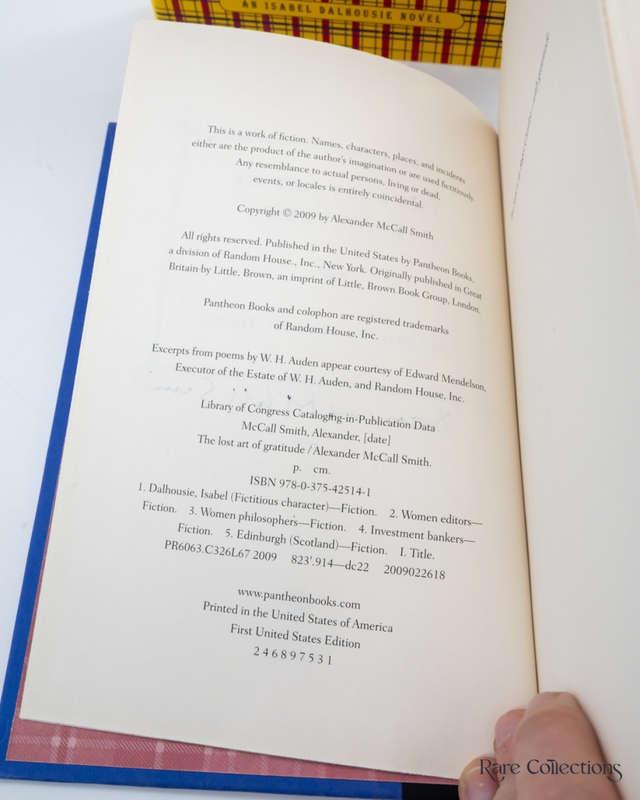 AN ISABEL DALHOUSIE NOVEL
This is a work of fiction. Names, characters, places, and incidents
either are the product of the author's imagination or are used fictitiously.
Any resemblance to actual persons, living or dead,
events, or locales is entirely coincidental.
Copyright © 2009 by Alexander McCall Smith
All rights reserved. Published in the United States by Pantheon Books,
a division of Random House., Inc., New York. Originally published in Great
Britain by Little, Brown, an imprint of Little, Brown Book Group, London.
Pantheon Books and colophon are registered trademarks
of Random House, Inc.
Excerpts from poems by W. H. Auden appear courtesy of Edward Mendelson,
Executor of the Estate of W. H. Auden, and Random House, Inc.
Library of Congress Cataloging-in-Publication Data
McCall Smith, Alexander, [date]
The lost art of gratitude / Alexander McCall Smith.
p. cm.
ISBN 978-0-375-42514-1
1. Dalhousie, Isabel (Fictitious character)—Fiction. 2. Women editors—
Fiction. 3. Women philosophers—Fiction. 4. Investment bankers—
Fiction. 5. Edinburgh (Scotland)—Fiction. I. Title.
PR6063.C326L67 2009 823'.914—dc22 2009022618
www.pantheonbooks.com
Printed in the United States of America
First United States Edition
2 4 6 8 9 7 5 3 1
Rare Collections